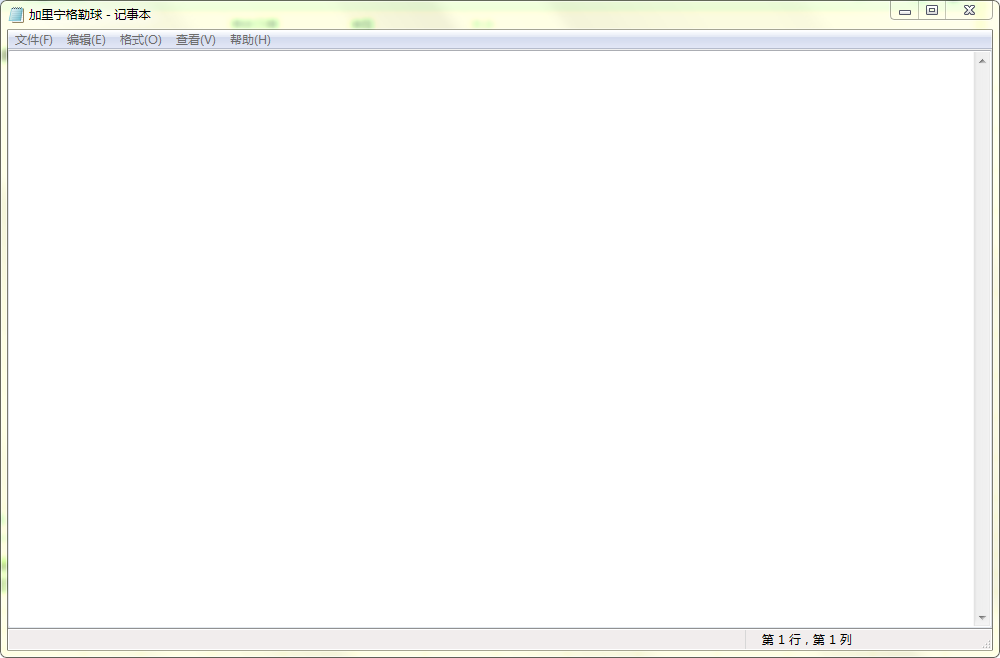 加里宁格勒球 - 记事本
文件(F) 编辑(E) 格式(O) 查看(V) 帮助(H)
第 1 行，第 1 列